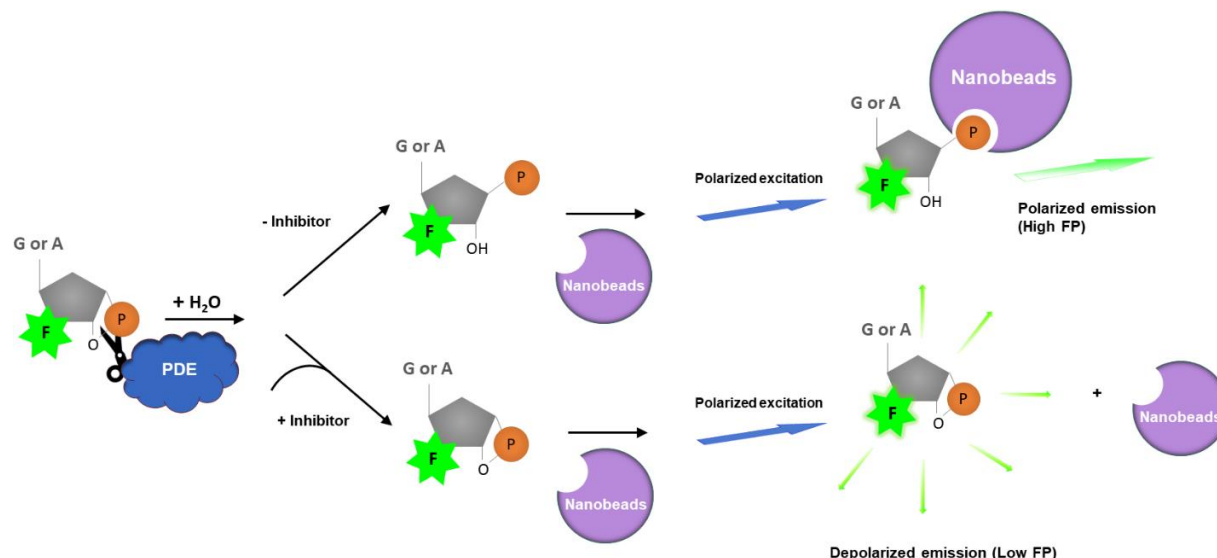 G or A
F
P
O
PDE
+ H₂O
- Inhibitor
+ Inhibitor
G or A
F
P
OH
Nanobeads
G or A
F
P
O
Nanobeads
Polarized excitation
G or A
F
P
OH
Nanobeads
Polarized emission
(High FP)
Polarized excitation
G or A
F
P
O
+
Nanobeads
Depolarized emission (Low FP)